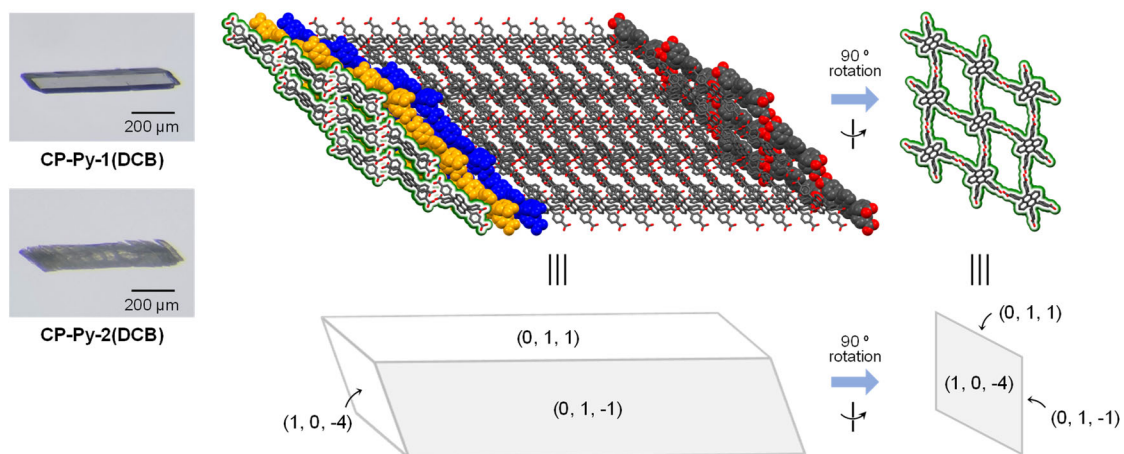 200 μm
CP-Py-1(DCB)
200 μm
CP-Py-2(DCB)
90 º
rotation
(0, 1, 1)
(1, 0, -4)
(0, 1, -1)
90 º
rotation
(0, 1, 1)
(1, 0, -4)
(0, 1, -1)